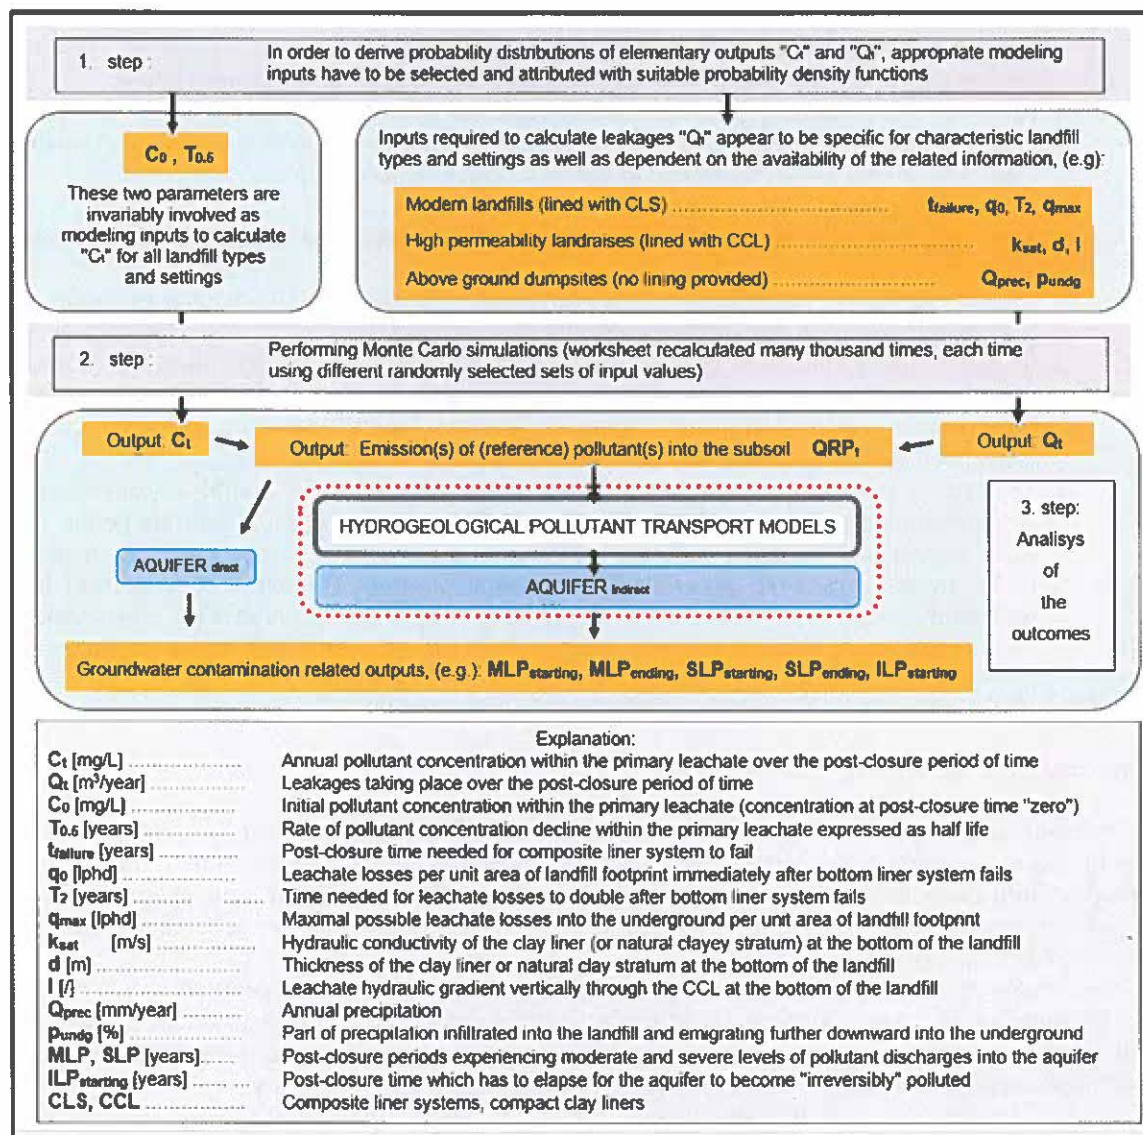 1. step :
In order to derive probability distributions of elementary outputs "Ct" and "Qt", appropriate modeling
inputs have to be selected and attributed with suitable probability density functions
C0 , T0.5
These two parameters are
invariably involved as
modeling inputs to calculate
"Ct" for all landfill types
and settings
Inputs required to calculate leakages "Qt" appear to be specific for characteristic landfill
types and settings as well as dependent on the availability of the related information, (e.g):
Modern landfills (lined with CLS) ............ tfailure, q0, T2, qmax
High permeability landraises (lined with CCL) ............ ksat, d, I
Above ground dumpsites (no lining provided) ............ Qprec, pundg
2. step :
Performing Monte Carlo simulations (worksheet recalculated many thousand times, each time
using different randomly selected sets of input values)
Output: Ct
Output: Emission(s) of (reference) pollutant(s) into the subsoil QRPt
Output: Qt
HYDROGEOLOGICAL POLLUTANT TRANSPORT MODELS
AQUIFER direct
AQUIFER indirect
3. step:
Analisys
of
the
outcomes
Groundwater contamination related outputs, (e.g.): MLPstarting, MLPending, SLPstarting, SLPending, ILPstarting
Explanation:
Ct [mg/L] ............ Annual pollutant concentration within the primary leachate over the post-closure period of time
Qt [m³/year] ............ Leakages taking place over the post-closure period of time
C0 [mg/L] ............ Initial pollutant concentration within the primary leachate (concentration at post-closure time "zero")
T0.5 [years] ............ Rate of pollutant concentration decline within the primary leachate expressed as half life
tfailure [years] ............ Post-closure time needed for composite liner system to fail
q0 [lphd] ............ Leachate losses per unit area of landfill footprint immediately after bottom liner system fails
T2 [years] ............ Time needed for leachate losses to double after bottom liner system fails
qmax [lphd] ............ Maximal possible leachate losses into the underground per unit area of landfill footprint
ksat [m/s] ............ Hydraulic conductivity of the clay liner (or natural clayey stratum) at the bottom of the landfill
d [m] ............ Thickness of the clay liner or natural clay stratum at the bottom of the landfill
I [/] ............ Leachate hydraulic gradient vertically through the CCL at the bottom of the landfill
Qprec [mm/year] ............ Annual precipitation
pundg [%] ............ Part of precipitation infiltrated into the landfill and emigrating further downward into the underground
MLP, SLP [years] ............ Post-closure periods experiencing moderate and severe levels of pollutant discharges into the aquifer
ILPstarting [years] ............ Post-closure time which has to elapse for the aquifer to become "irreversibly" polluted
CLS, CCL ............ Composite liner systems, compact clay liners